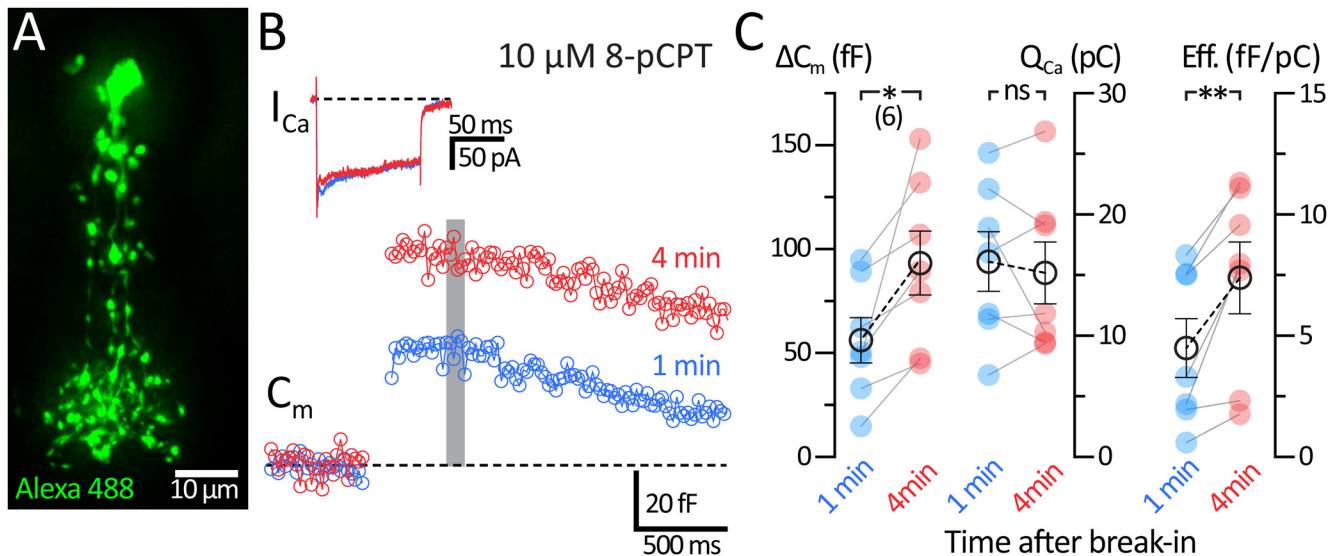 A
Alexa 488
10 µm
B
10 µM 8-pCPT
I_Ca
50 ms
50 pA
4 min
1 min
C_m
20 fF
500 ms
C
ΔC_m (fF)
Q_Ca (pC)
Eff. (fF/pC)
*
(6)
ns
**
150
100
50
0
30
20
10
0
15
10
5
0
1 min
4min
1 min
4min
1 min
4min
Time after break-in